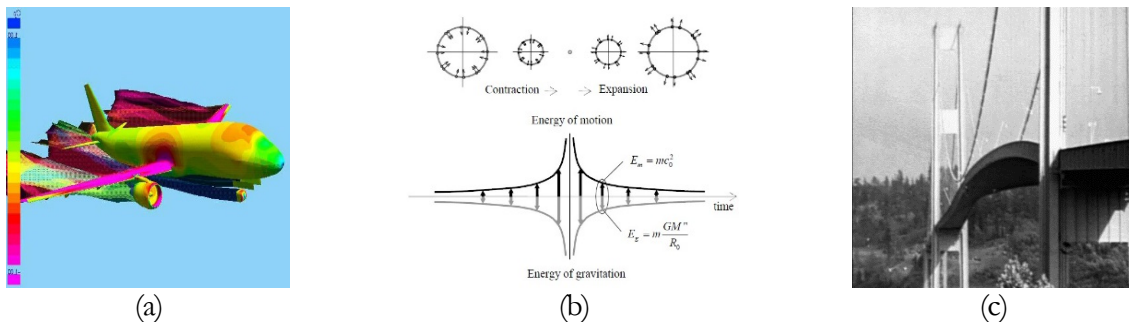 Contraction → → Expansion
Energy of motion
E_m = mc_0^2
time
E_g = m GM" / R_0
Energy of gravitation
(a) (b) (c)